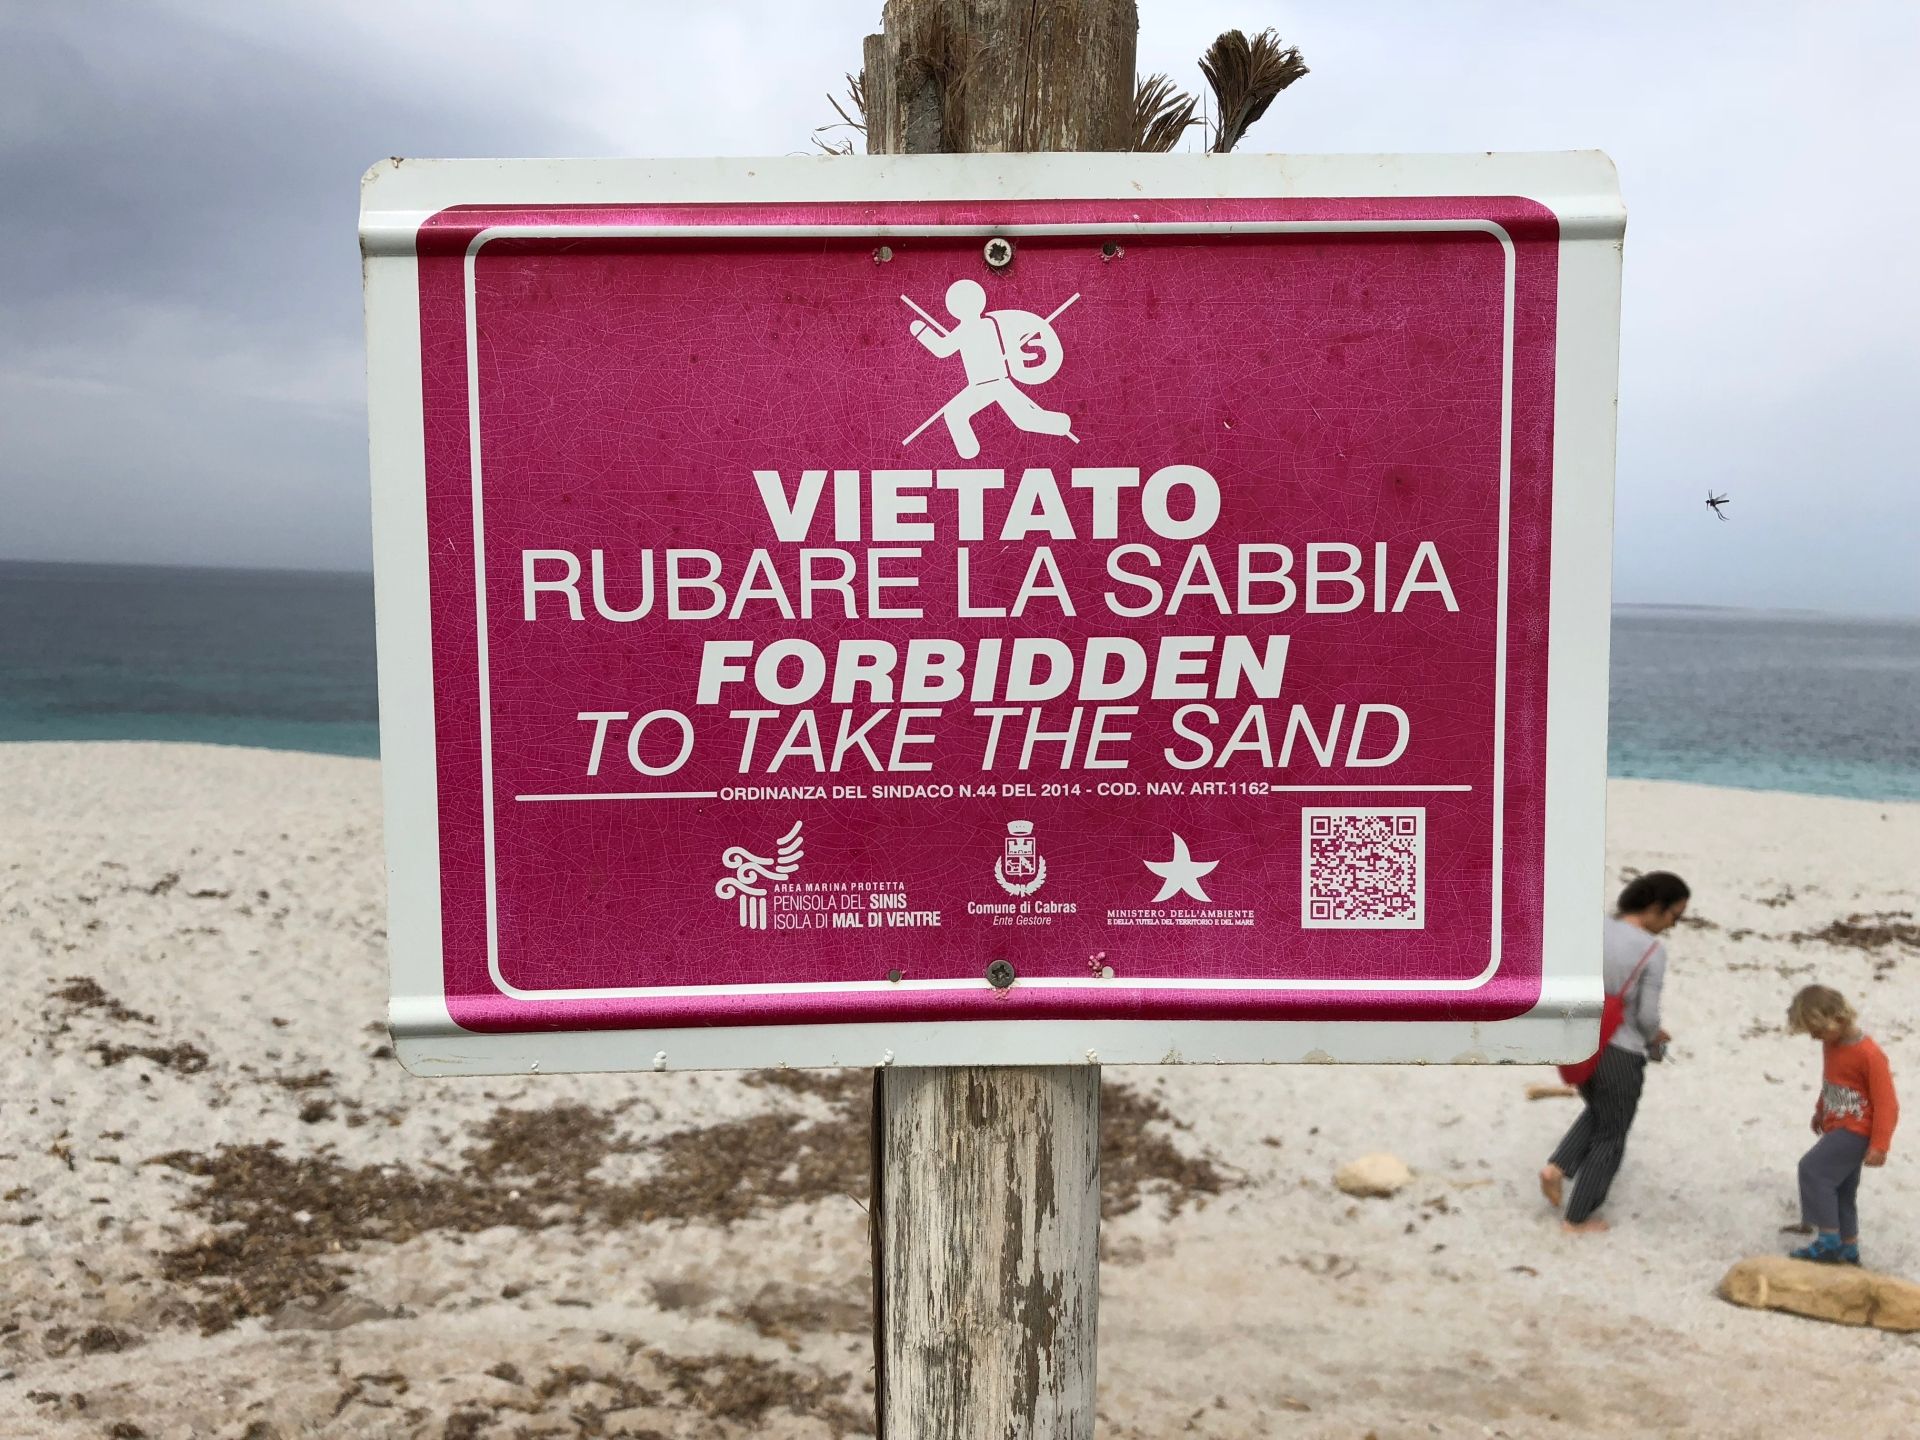 S
VIETATO
RUBARE LA SABBIA
FORBIDDEN
TO TAKE THE SAND
ORDINANZA DEL SINDACO N.44 DEL 2014 - COD. NAV. ART.1162
AREA MARINA PROTETTA
PENISOLA DEL SINIS
ISOLA DI MAL DI VENTRE
Comune di Cabras
Ente Gestore
MINISTERO DELL'AMBIENTE
E DELLA TUTELA DEL TERRITORIO E DEL MARE